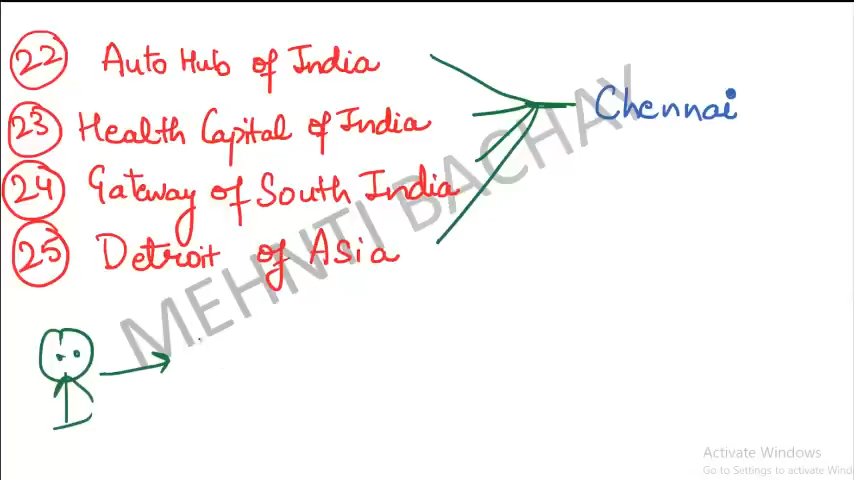 22 Auto Hub of India
23 Health Capital of India
24 Gateway of South India
25 Detroit of Asia
Chennai
MEHNTI BACHAY
Activate Windows
Go to Settings to activate Wind